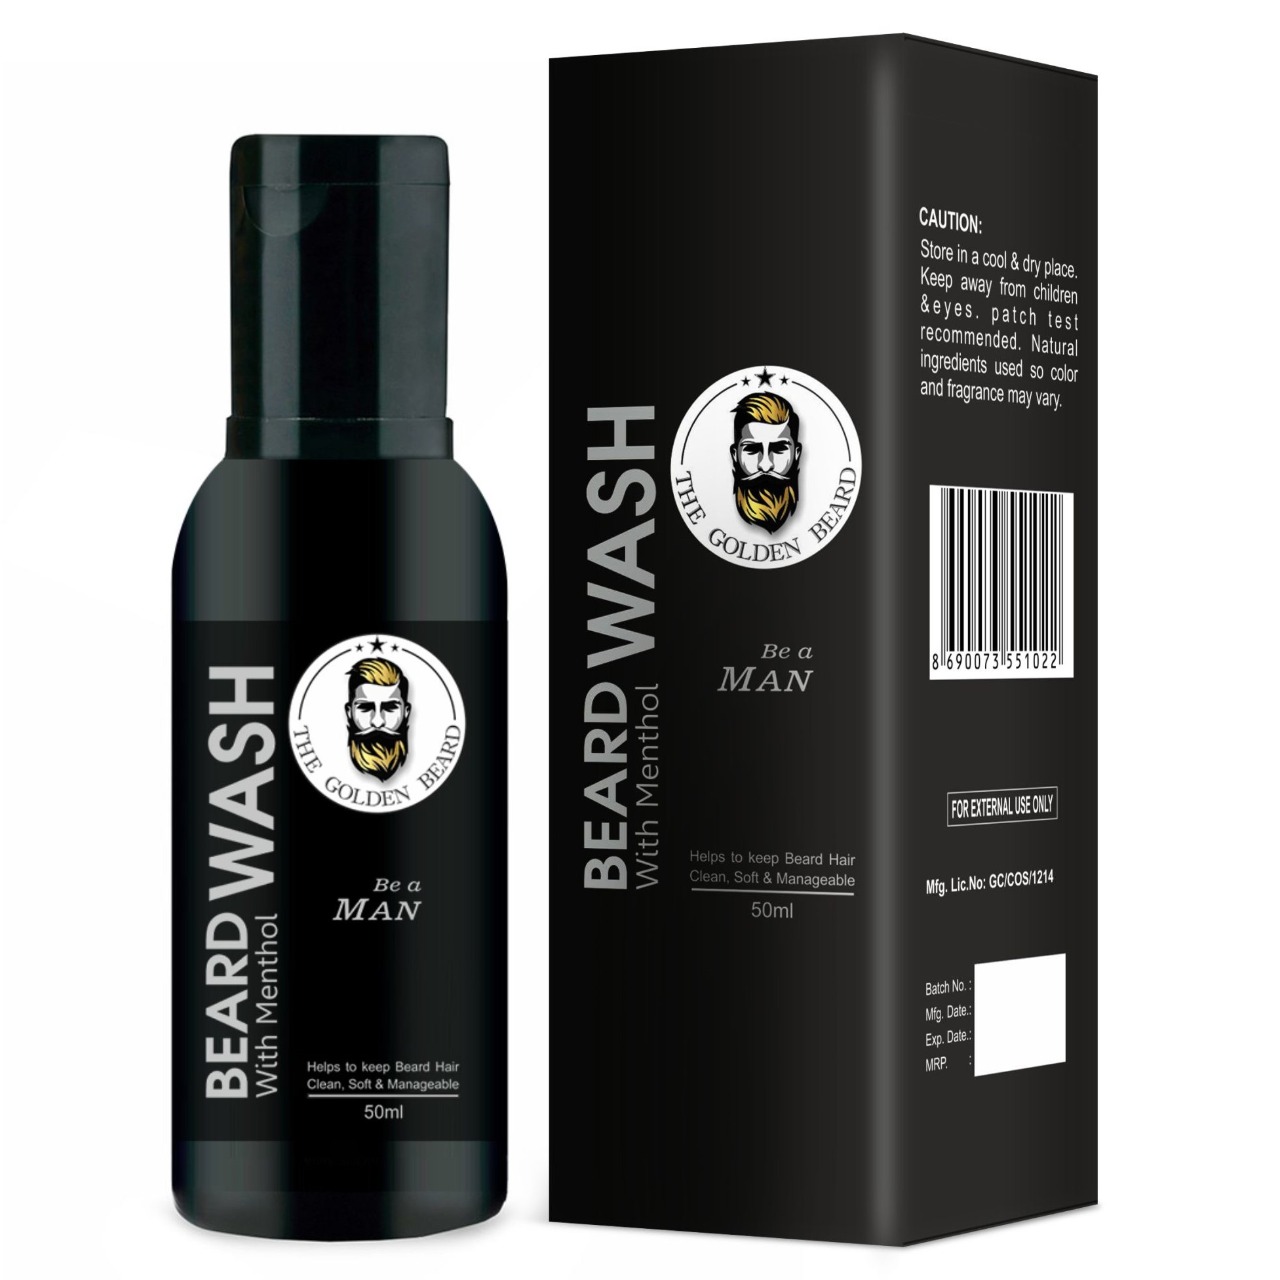 BEARD WASH
With Menthol
THE GOLDEN BEARD
Be a
MAN
Helps to keep Beard Hair
Clean, Soft & Manageable
50ml
BEARD WASH
With Menthol
THE GOLDEN BEARD
Be a
MAN
Helps to keep Beard Hair
Clean, Soft & Manageable
50ml
CAUTION:
Store in a cool & dry place.
Keep away from children
&eyes. patch test
recommended. Natural
ingredients used so color
and fragrance may vary.
8 690073 551022
FOR EXTERNAL USE ONLY
Mfg. Lic.No: GC/COS/1214
Batch No. :
Mfg. Date.:
Exp. Date.:
MRP. :